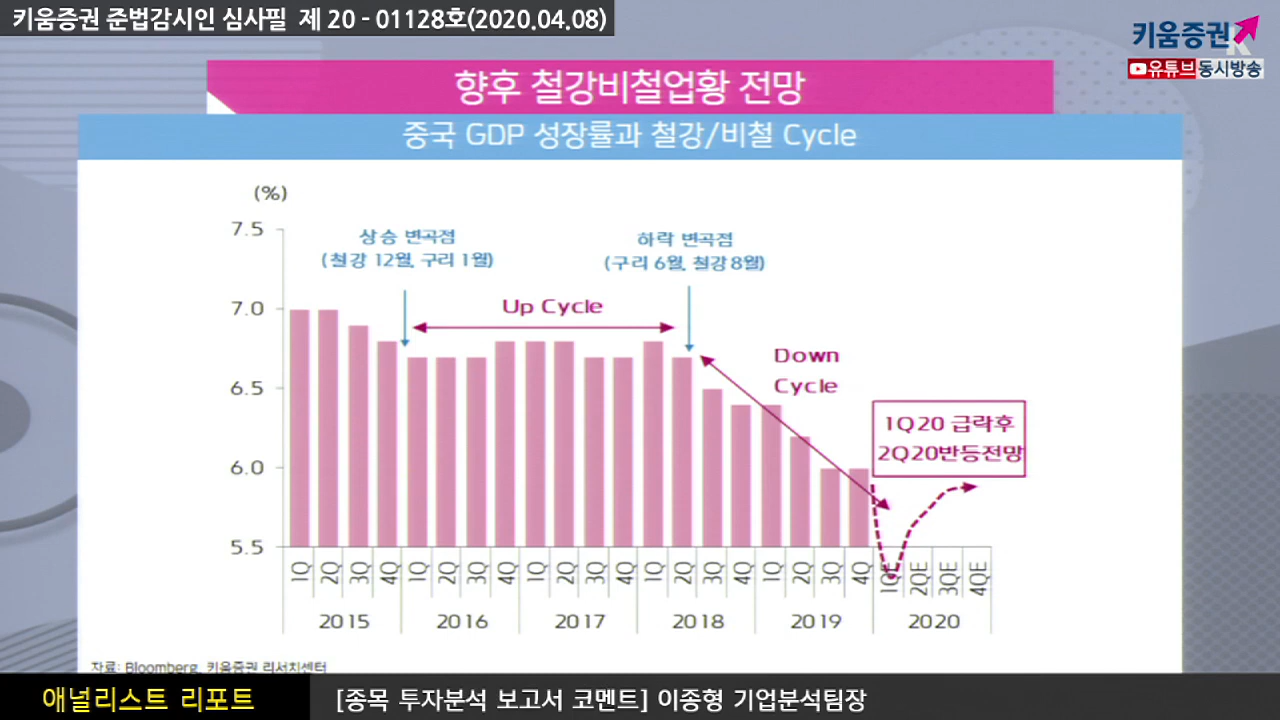 키움증권 준법감시인 심사필 제 20 - 01128호(2020.04.08)
키움증권
유튜브 동시방송
향후 철강비철업황 전망
중국 GDP 성장률과 철강/비철 Cycle
(%)
7.5
7.0
6.5
6.0
5.5
상승 변곡점
(철강 12월, 구리 1월)
하락 변곡점
(구리 6월, 철강 8월)
Up Cycle
Down
Cycle
1Q20 급락후
2Q20반등전망
1Q 2Q 3Q 4Q 1Q 2Q 3Q 4Q 1Q 2Q 3Q 4Q 1Q 2Q 3Q 4Q 1Q 2Q 3Q 4Q 1QE 2QE 3QE 4QE
2015 2016 2017 2018 2019 2020
자료: Bloomberg, 키움증권 리서치센터
애널리스트 리포트
[종목 투자분석 보고서 코멘트] 이종형 기업분석팀장